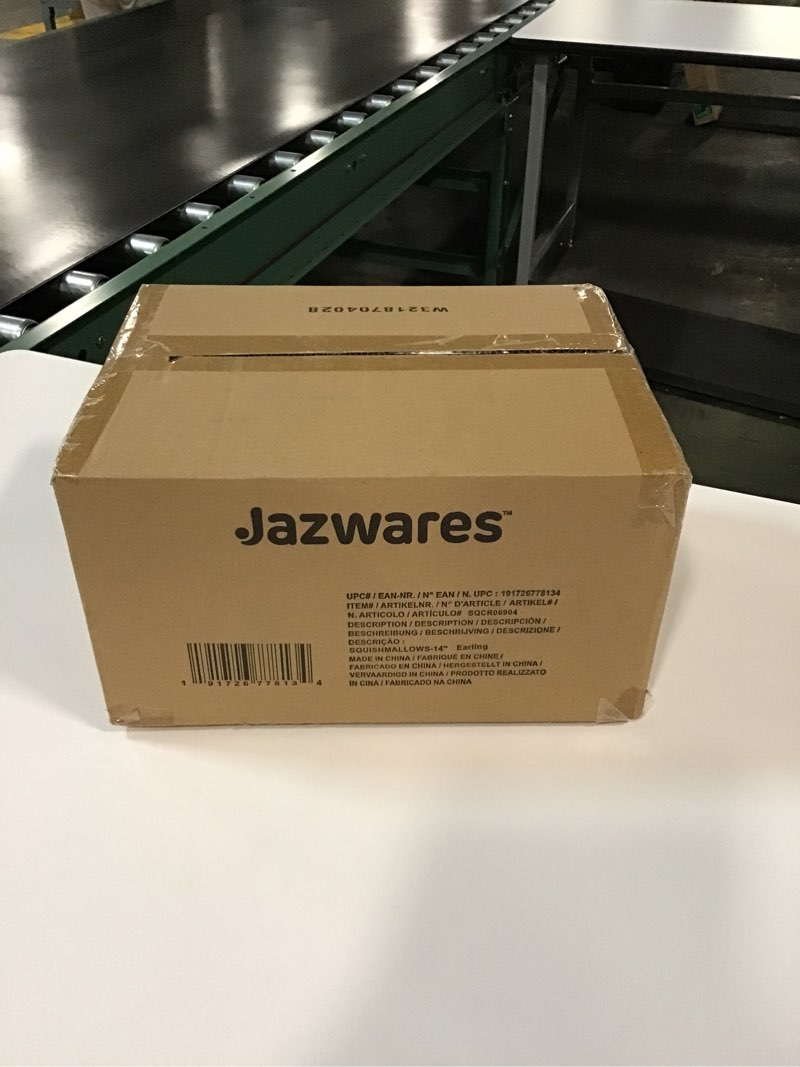 W3218704028
Jazwares™
UPC# / EAN-NR. / N° EAN / N. UPC : 191726778134
ITEM# / ARTIKELNR. / N° D'ARTICLE / ARTIKEL# /
N. ARTICOLO / ARTÍCULO# SQCR06904
DESCRIPTION / DESCRIPTION / DESCRIPCIÓN /
BESCHREIBUNG / BESCHRIJVING / DESCRIZIONE /
DESCRIÇÃO :
SQUISHMALLOWS-14" Earling
MADE IN CHINA / FABRIQUÉ EN CHINE /
FABRICADO EN CHINA / HERGESTELLT IN CHINA /
VERVAARDIGD IN CHINA / PRODOTTO REALIZZATO
IN CINA / FABRICADO NA CHINA
1 91726 77813 4